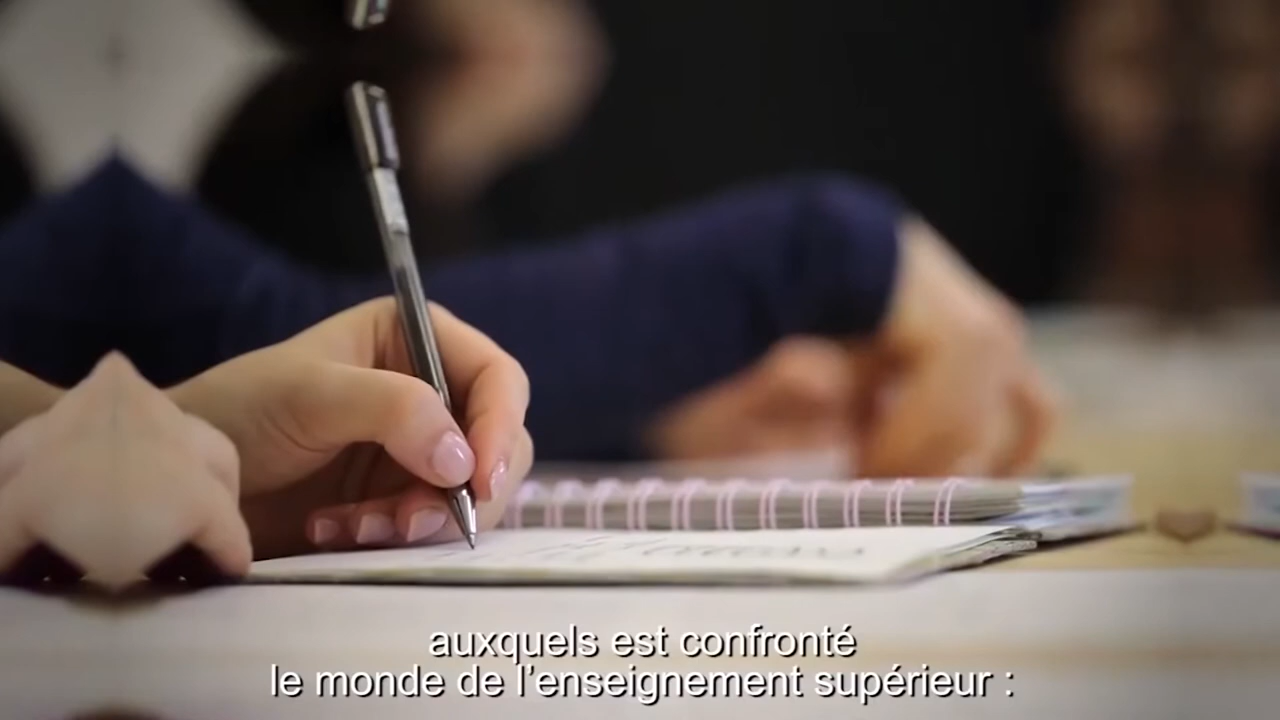 auxquels est confronté
le monde de l'enseignement supérieur :